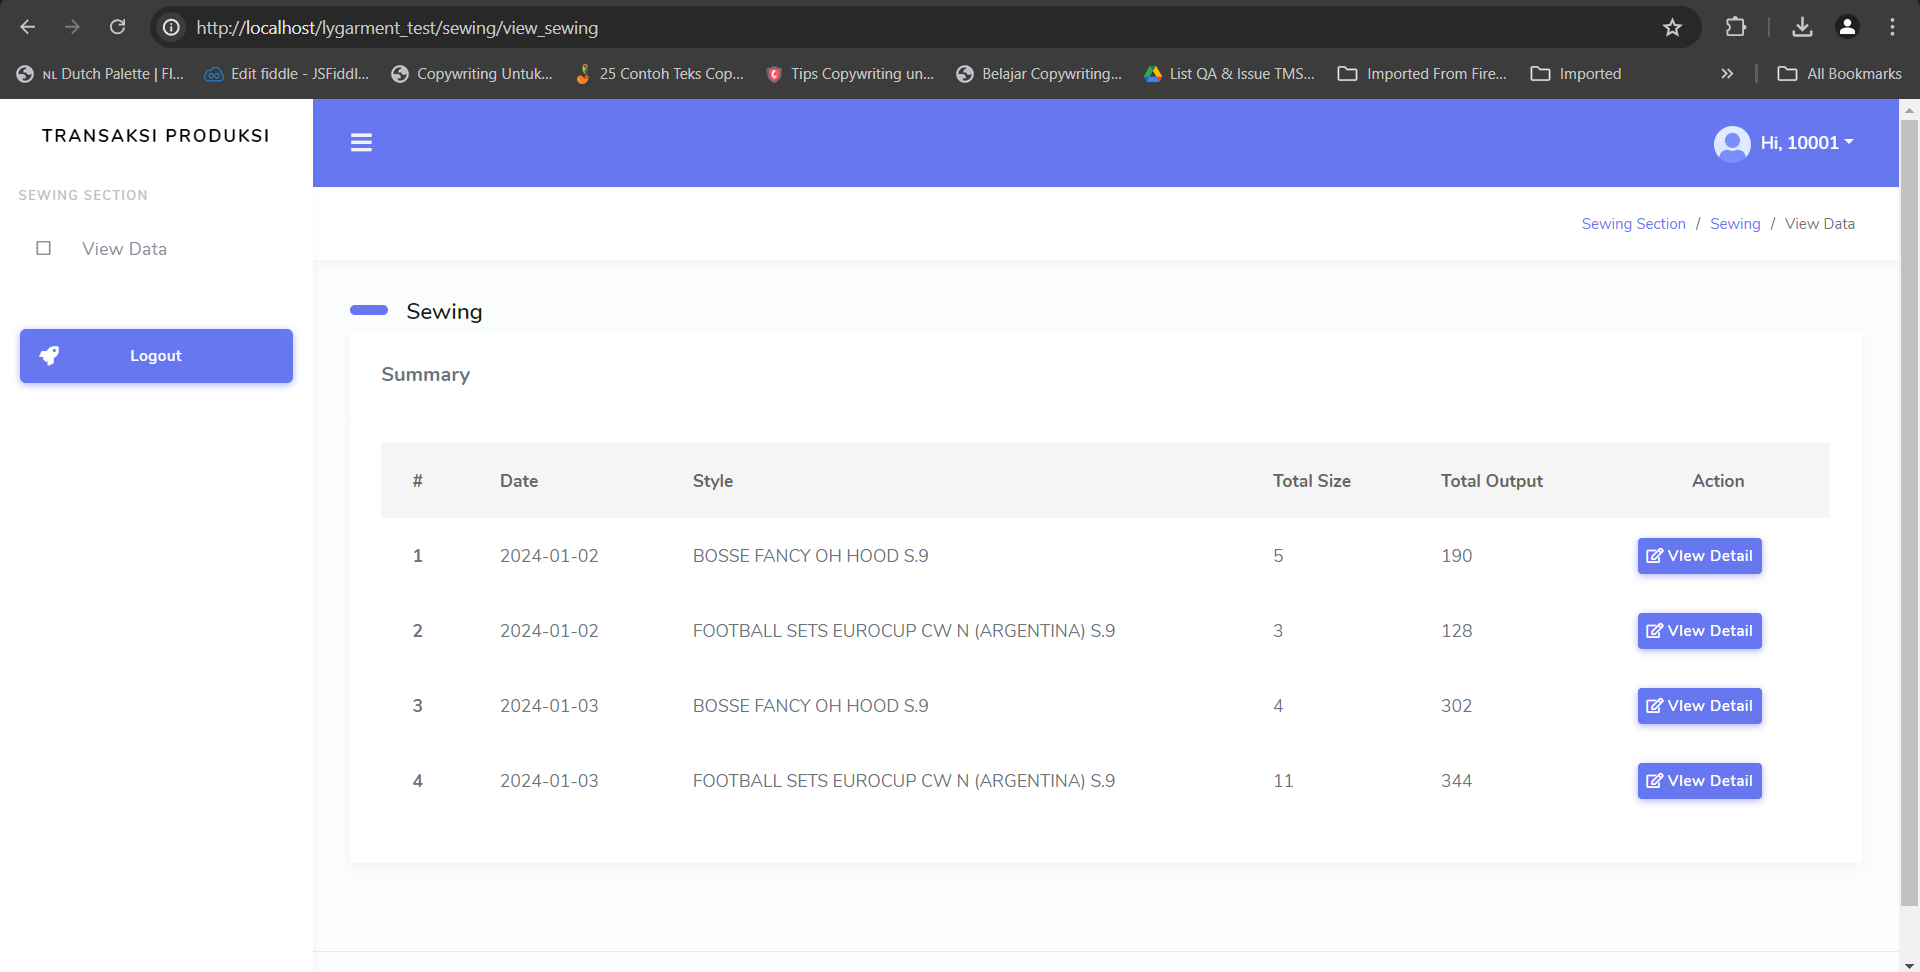 http://localhost/lygarment_test/sewing/view_sewing
NL Dutch Palette | Fl... Edit fiddle - JSFiddl... Copywriting Untuk... 25 Contoh Teks Cop... Tips Copywriting un... Belajar Copywriting... List QA & Issue TMS... Imported From Fire... Imported » All Bookmarks
TRANSAKSI PRODUKSI
Hi, 10001
SEWING SECTION
View Data
Logout
Sewing Section / Sewing / View Data
Sewing
Summary
# Date Style Total Size Total Output Action
1 2024-01-02 BOSSE FANCY OH HOOD S.9 5 190 VIew Detail
2 2024-01-02 FOOTBALL SETS EUROCUP CW N (ARGENTINA) S.9 3 128 VIew Detail
3 2024-01-03 BOSSE FANCY OH HOOD S.9 4 302 VIew Detail
4 2024-01-03 FOOTBALL SETS EUROCUP CW N (ARGENTINA) S.9 11 344 VIew Detail